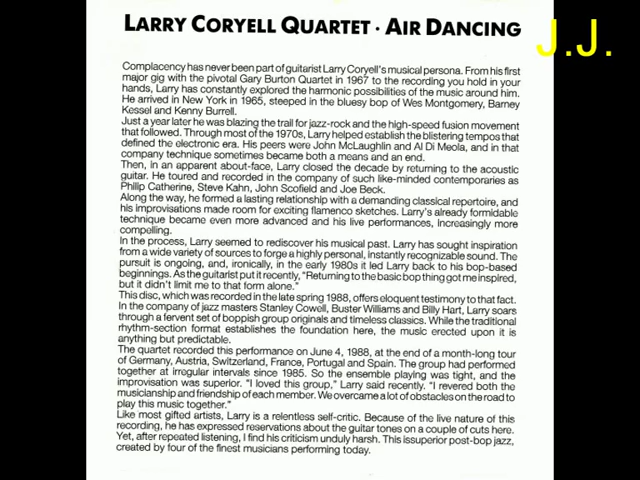 LARRY CORYELL QUARTET · AIR DANCING
J.J.
Complacency has never been part of guitarist Larry Coryell's musical persona. From his first
major gig with the pivotal Gary Burton Quartet in 1967 to the recording you hold in your
hands, Larry has constantly explored the harmonic possibilities of the music around him.
He arrived in New York in 1965, steeped in the bluesy bop of Wes Montgomery, Barney
Kessel and Kenny Burrell.
Just a year later he was blazing the trail for jazz-rock and the high-speed fusion movement
that followed. Through most of the 1970s, Larry helped establish the blistering tempos that
defined the electronic era. His peers were John McLaughlin and Al Di Meola, and in that
company technique sometimes became both a means and an end.
Then, in an apparent about-face, Larry closed the decade by returning to the acoustic
guitar. He toured and recorded in the company of such like-minded contemporaries as
Philip Catherine, Steve Kahn, John Scofield and Joe Beck.
Along the way, he formed a lasting relationship with a demanding classical repertoire, and
his improvisations made room for exciting flamenco sketches. Larry's already formidable
technique became even more advanced and his live performances, increasingly more
compelling.
In the process, Larry seemed to rediscover his musical past. Larry has sought inspiration
from a wide variety of sources to forge a highly personal, instantly recognizable sound. The
pursuit is ongoing, and, ironically, in the early 1980s it led Larry back to his bop-based
beginnings. As the guitarist put it recently, "Returning to the basic bop thing got me inspired,
but it didn't limit me to that form alone."
This disc, which was recorded in the late spring 1988, offers eloquent testimony to that fact.
In the company of jazz masters Stanley Cowell, Buster Williams and Billy Hart, Larry soars
through a fervent set of boppish group originals and timeless classics. While the traditional
rhythm-section format establishes the foundation here, the music erected upon it is
anything but predictable.
The quartet recorded this performance on June 4, 1988, at the end of a month-long tour
of Germany, Austria, Switzerland, France, Portugal and Spain. The group had performed
together at irregular intervals since 1985. So the ensemble playing was tight, and the
improvisation was superior. "I loved this group," Larry said recently. "I revered both the
musicianship and friendship of each member. We overcame a lot of obstacles on the road to
play this music together."
Like most gifted artists, Larry is a relentless self-critic. Because of the live nature of this
recording, he has expressed reservations about the guitar tones on a couple of cuts here.
Yet, after repeated listening, I find his criticism unduly harsh. This issuperior post-bop jazz,
created by four of the finest musicians performing today.